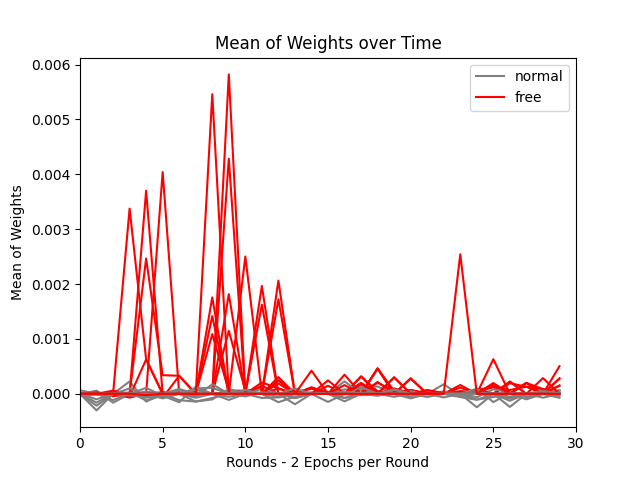 Mean of Weights over Time
normal
free
Mean of Weights
0.006
0.005
0.004
0.003
0.002
0.001
0.000
0 5 10 15 20 25 30
Rounds - 2 Epochs per Round